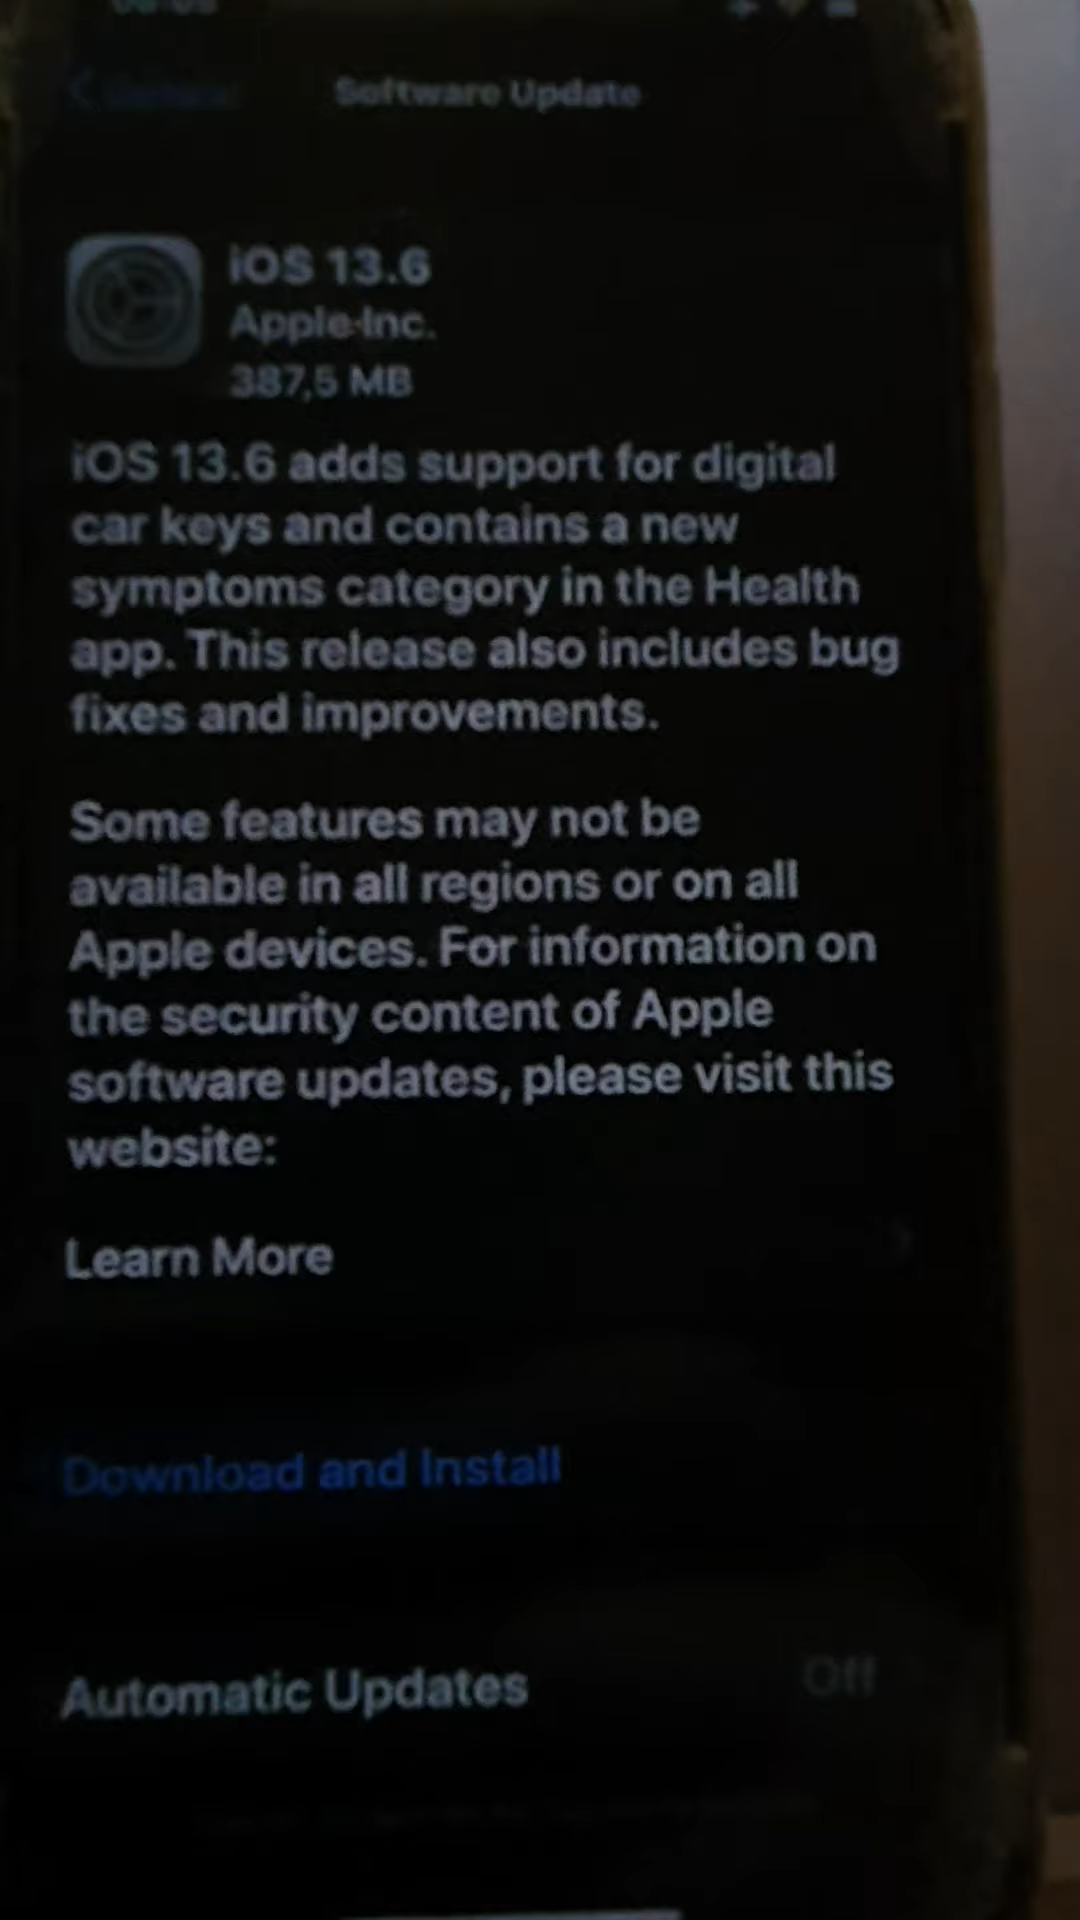 Software Update
iOS 13.6
Apple Inc.
387,5 MB
iOS 13.6 adds support for digital
car keys and contains a new
symptoms category in the Health
app. This release also includes bug
fixes and improvements.
Some features may not be
available in all regions or on all
Apple devices. For information on
the security content of Apple
software updates, please visit this
website:
Learn More
Download and Install
Automatic Updates
Off